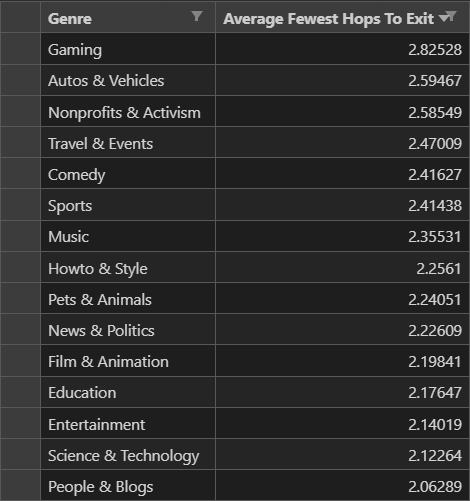 Genre Average Fewest Hops To Exit
Gaming 2.82528
Autos & Vehicles 2.59467
Nonprofits & Activism 2.58549
Travel & Events 2.47009
Comedy 2.41627
Sports 2.41438
Music 2.35531
Howto & Style 2.2561
Pets & Animals 2.24051
News & Politics 2.22609
Film & Animation 2.19841
Education 2.17647
Entertainment 2.14019
Science & Technology 2.12264
People & Blogs 2.06289